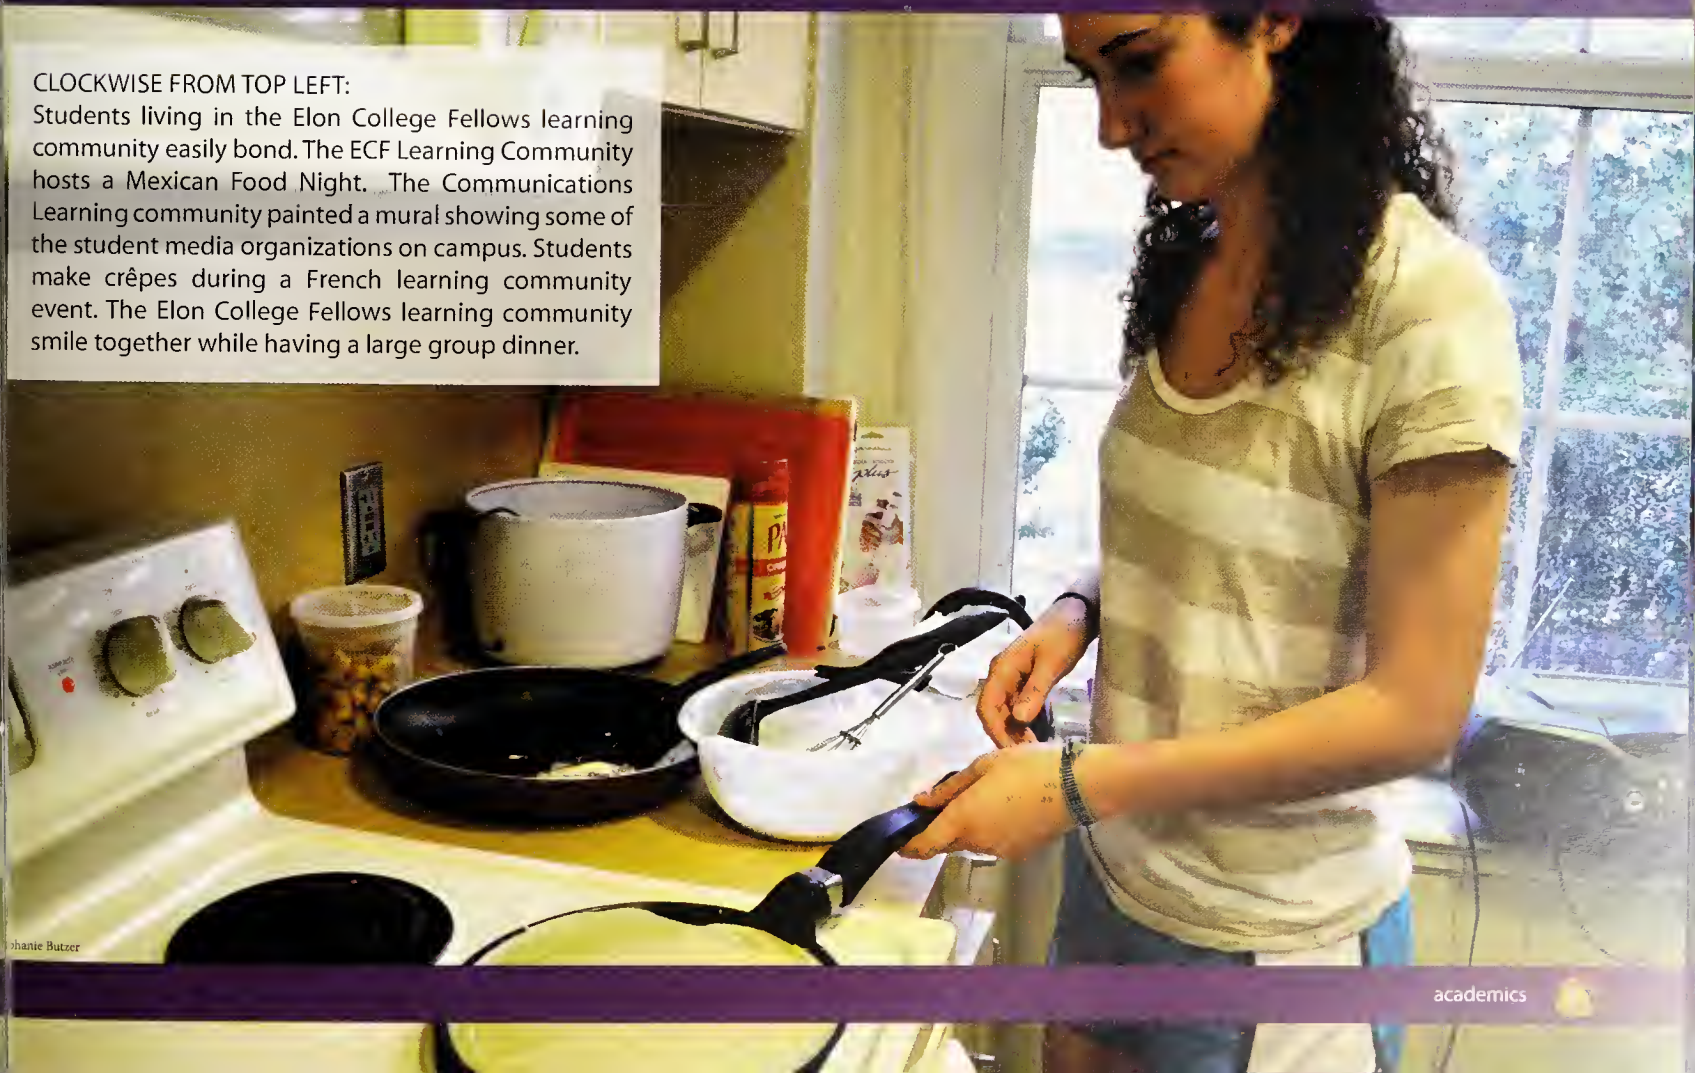 CLOCKWISE FROM TOP LEFT:
Students living in the Elon College Fellows learning
community easily bond. The ECF Learning Community
hosts a Mexican Food Night. The Communications
Learning community painted a mural showing some of
the student media organizations on campus. Students
make crêpes during a French learning community
event. The Elon College Fellows learning community
smile together while having a large group dinner.
plus
PA
Butzer
academics